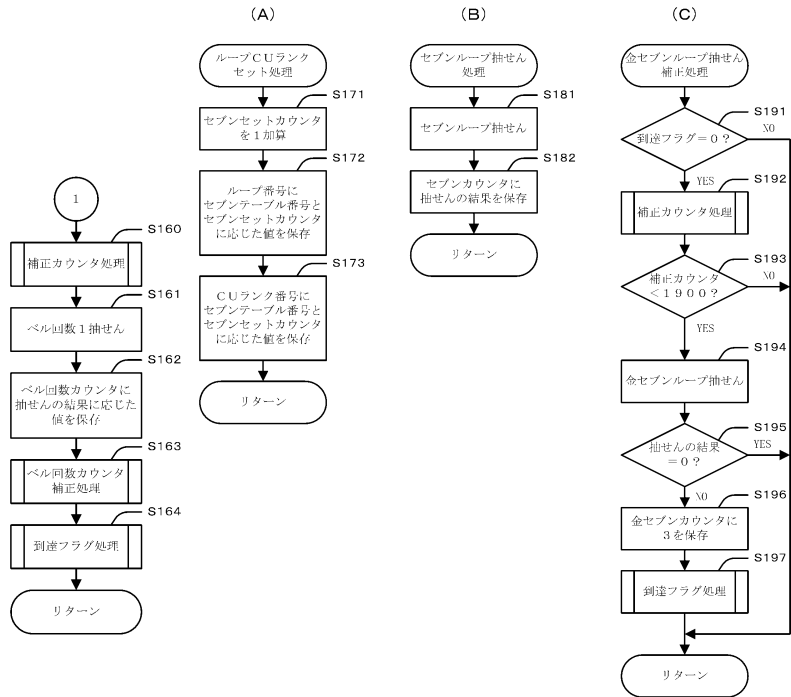 1
S160
補正カウンタ処理
S161
ベル回数1抽せん
S162
ベル回数カウンタに
抽せんの結果に応じた
値を保存
S163
ベル回数カウンタ
補正処理
S164
到達フラグ処理
リターン
(A)
ループCUランク
セット処理
S171
セブンセットカウンタ
を1加算
S172
ループ番号に
セブンテーブル番号と
セブンセットカウンタ
に応じた値を保存
S173
CUランク番号に
セブンテーブル番号と
セブンセットカウンタ
に応じた値を保存
リターン
(B)
セブンループ抽せん
処理
S181
セブンループ抽せん
S182
セブンカウンタに
抽せんの結果を保存
リターン
(C)
金セブンループ抽せん
補正処理
S191
到達フラグ=0?
NO
YES
S192
補正カウンタ処理
S193
補正カウンタ
<1900?
NO
YES
S194
金セブンループ抽せん
S195
抽せんの結果
=0?
YES
NO
S196
金セブンカウンタに
3を保存
S197
到達フラグ処理
リターン